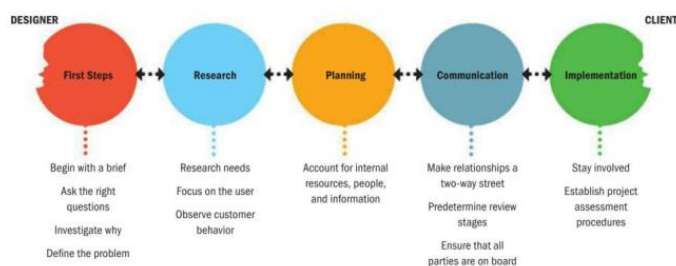 DESIGNER
CLIENT
First Steps
Research
Planning
Communication
Implementation
Begin with a brief
Ask the right
questions
Investigate why
Define the problem
Research needs
Focus on the user
Observe customer
behavior
Account for internal
resources, people,
and information
Make relationships a
two-way street
Predetermine review
stages
Ensure that all
parties are on board
Stay involved
Establish project
assessment
procedures